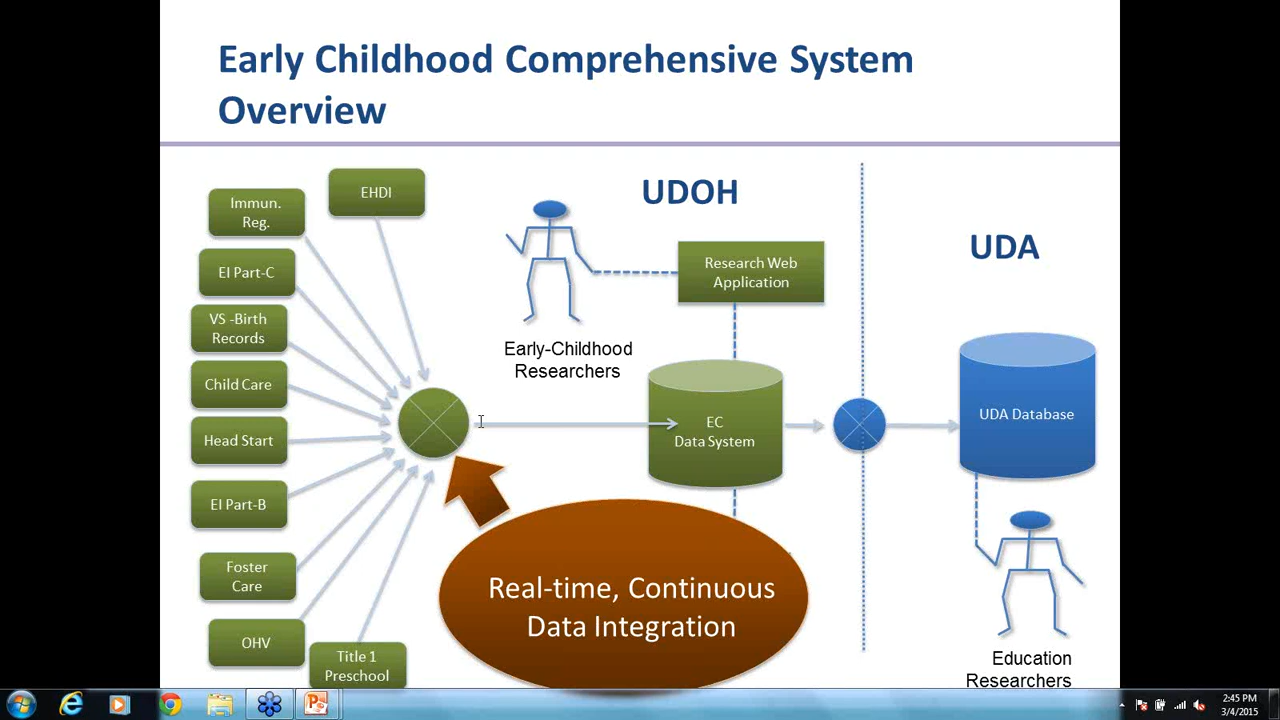 Early Childhood Comprehensive System
Overview
EHDI
Immun.
Reg.
EI Part-C
VS -Birth
Records
Child Care
Head Start
EI Part-B
Foster
Care
OHV
Title 1
Preschool
UDOH
Research Web
Application
Early-Childhood
Researchers
EC
Data System
Real-time, Continuous
Data Integration
UDA
UDA Database
Education
Researchers
2:45 PM
3/4/2015